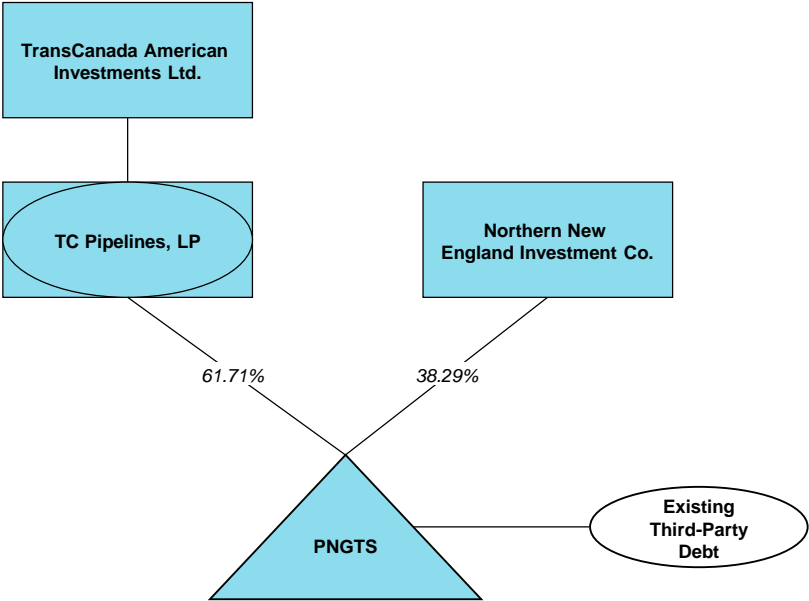 TransCanada American
Investments Ltd.
TC Pipelines, LP
Northern New
England Investment Co.
61.71%
38.29%
PNGTS
Existing
Third-Party
Debt